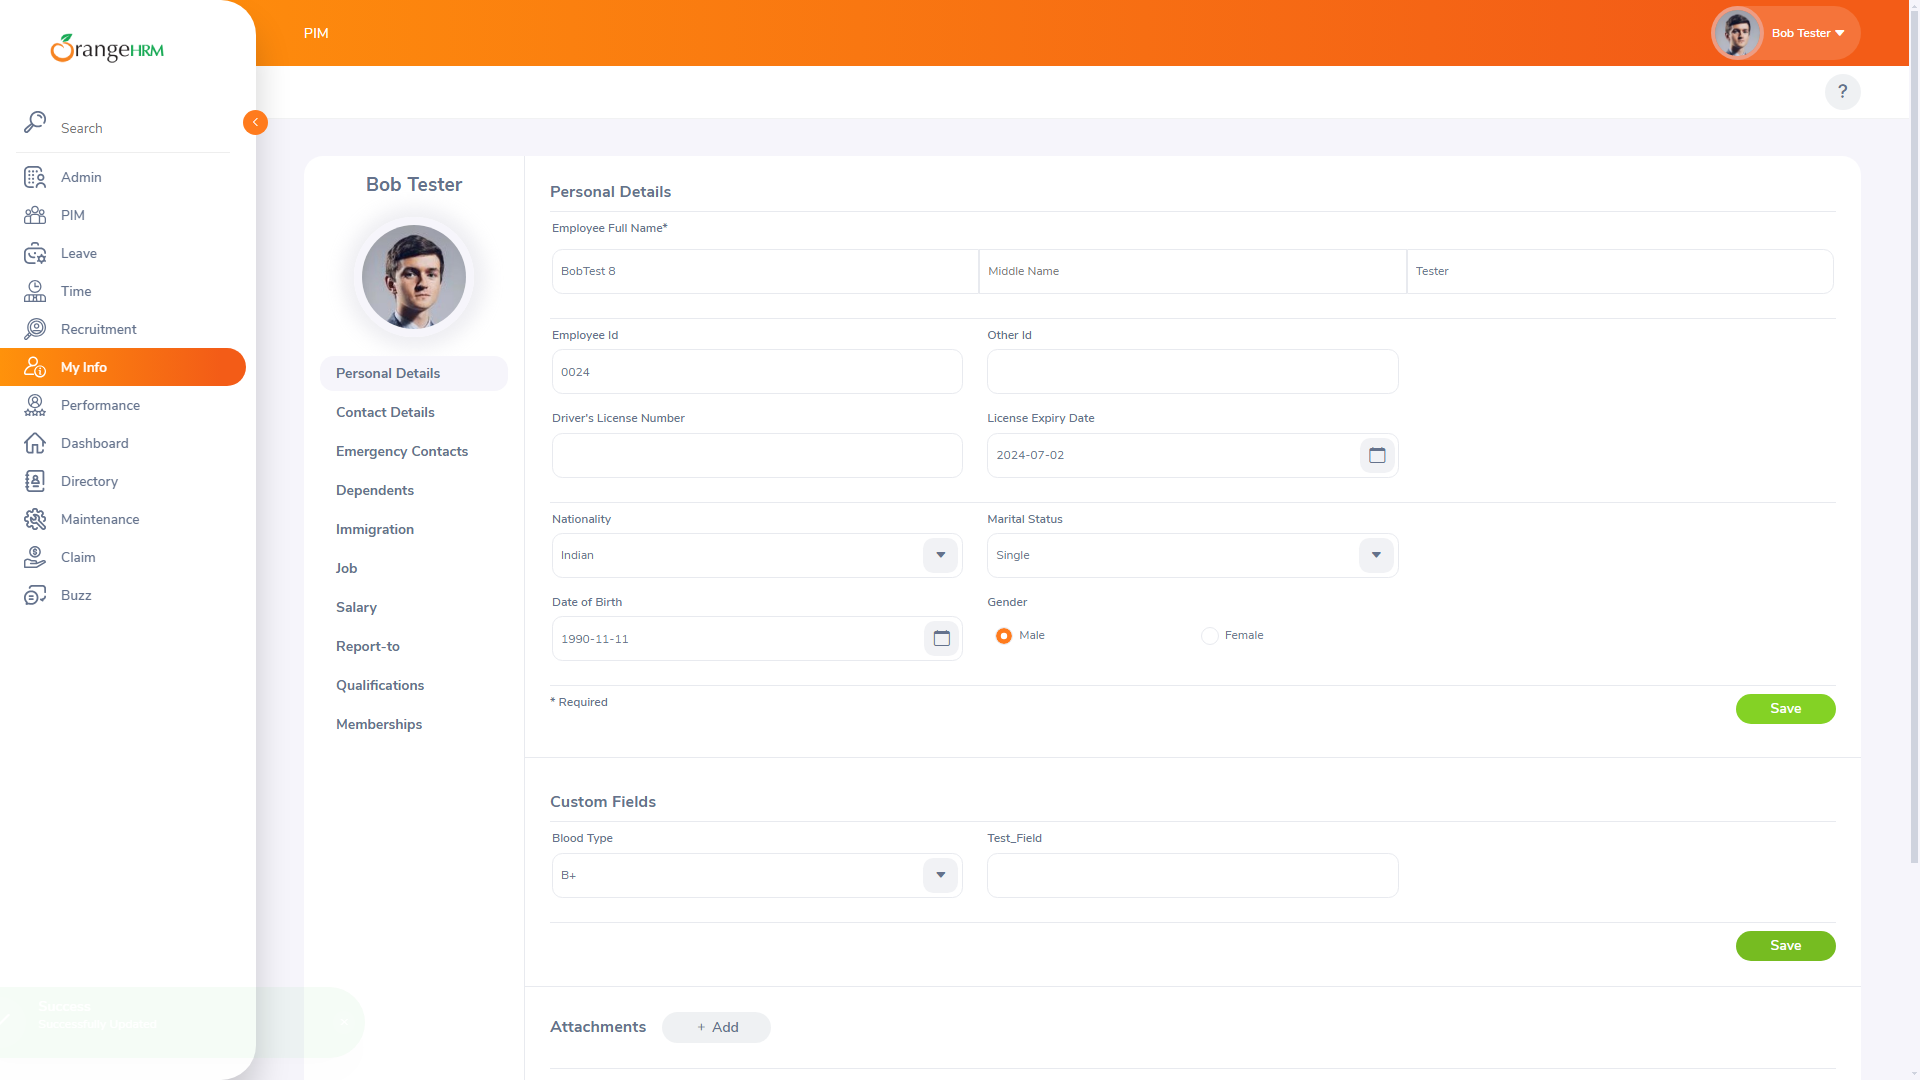 OrangeHRM
PIM
Bob Tester
?
Search
Admin
PIM
Leave
Time
Recruitment
My Info
Performance
Dashboard
Directory
Maintenance
Claim
Buzz
Bob Tester
Personal Details
Contact Details
Emergency Contacts
Dependents
Immigration
Job
Salary
Report-to
Qualifications
Memberships
Personal Details
Employee Full Name*
BobTest 8
Middle Name
Tester
Employee Id
Other Id
0024
Driver's License Number
License Expiry Date
2024-07-02
Nationality
Marital Status
Indian
Single
Date of Birth
Gender
1990-11-11
Male
Female
* Required
Save
Custom Fields
Blood Type
Test_Field
B+
Save
Attachments
+ Add
Success
Successfully Updated